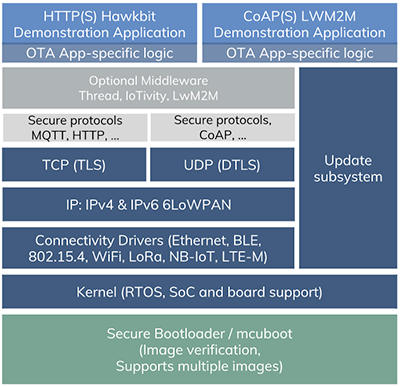 HTTP(S) Hawkbit
Demonstration Application
OTA App-specific logic
CoAP(S) LWM2M
Demonstration Application
OTA App-specific logic
Optional Middleware
Thread, IoTivity, LwM2M
Secure protocols
MQTT, HTTP, ...
Secure protocols,
CoAP, ...
TCP (TLS)
UDP (DTLS)
Update
subsystem
IP: IPv4 & IPv6 6LoWPAN
Connectivity Drivers (Ethernet, BLE,
802.15.4, WiFi, LoRa, NB-IoT, LTE-M)
Kernel (RTOS, SoC and board support)
Secure Bootloader / mcuboot
(Image verification,
Supports multiple images)